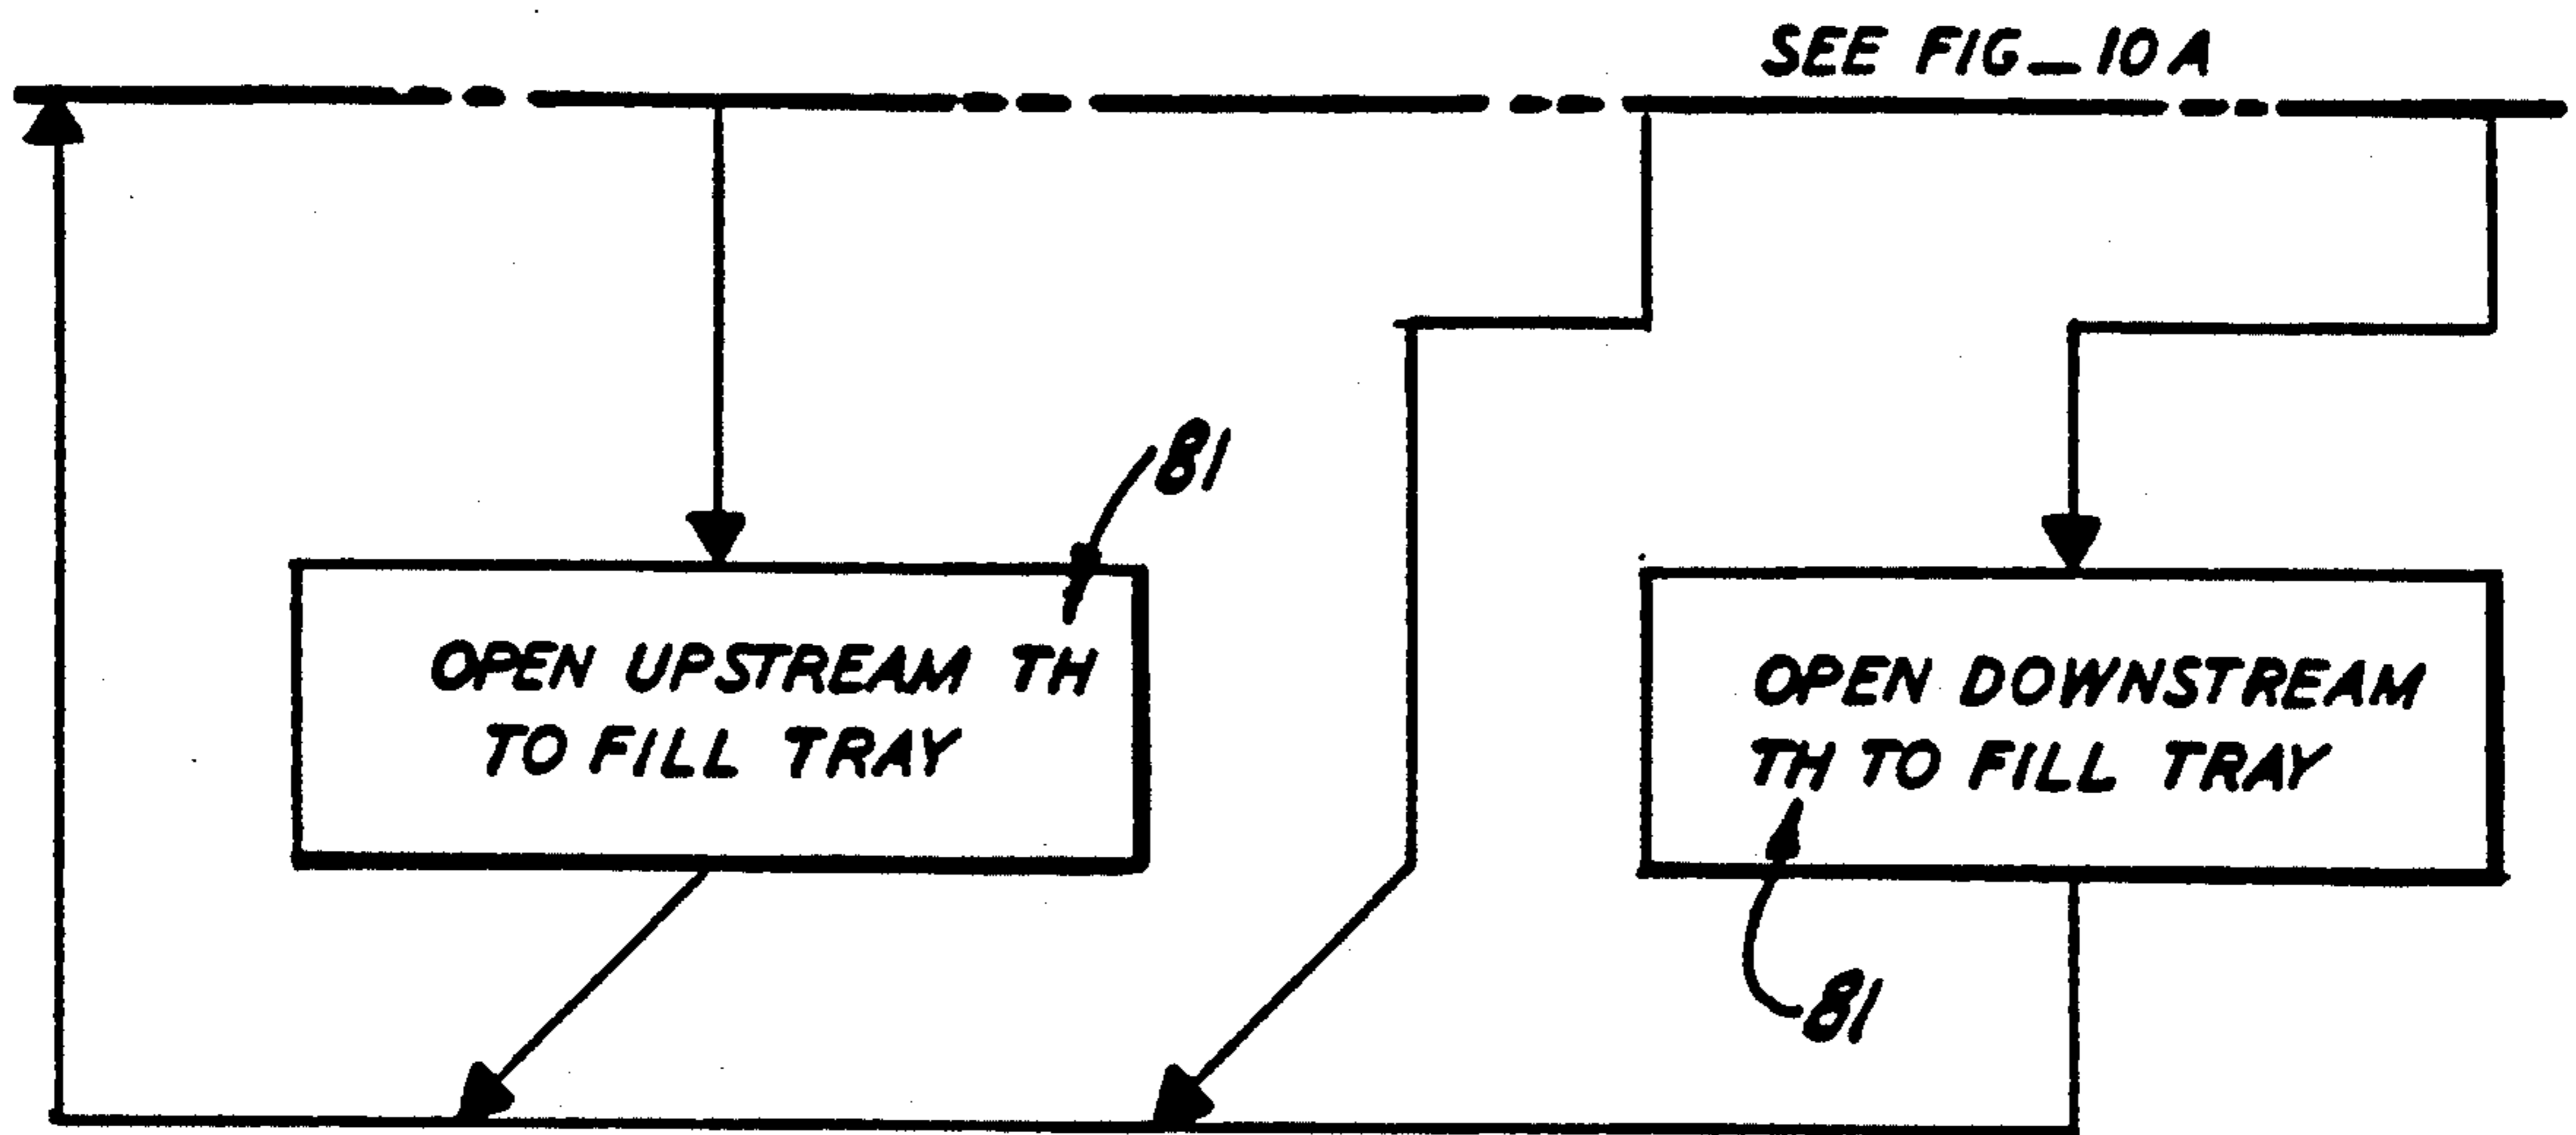 SEE FIG_10A
81
OPEN UPSTREAM TH
TO FILL TRAY
OPEN DOWNSTREAM
TH TO FILL TRAY
81